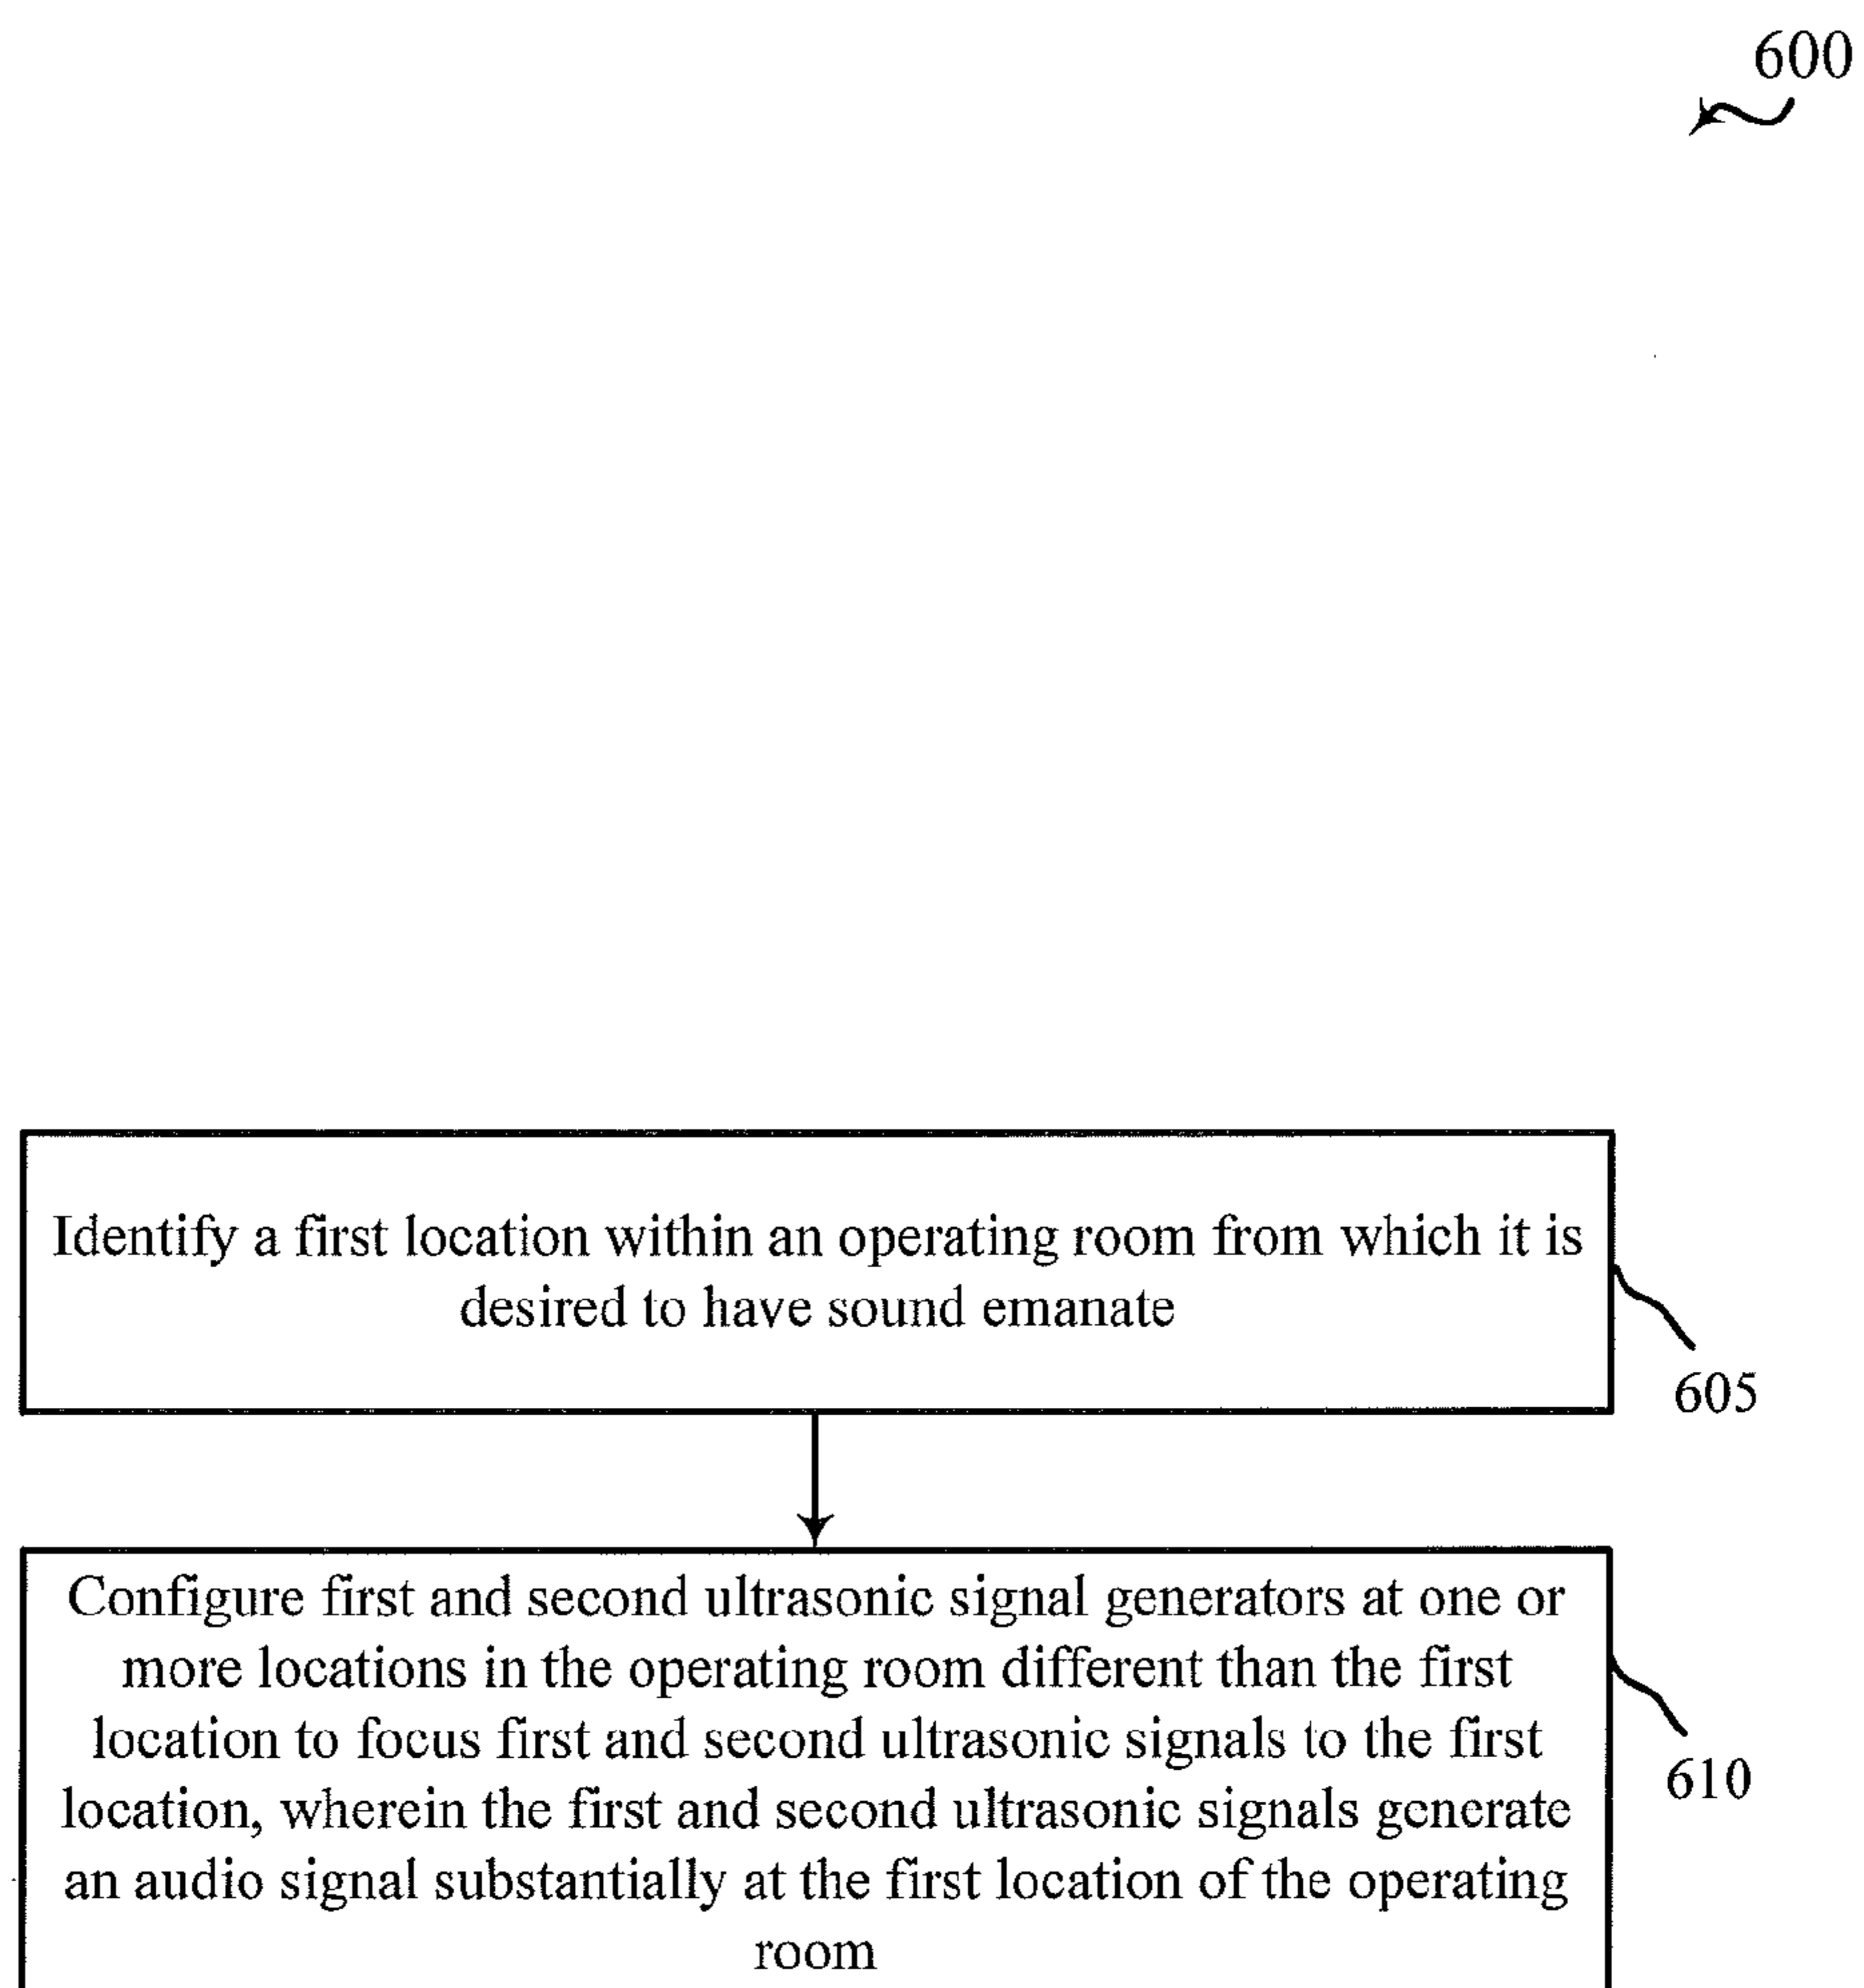 600
Identify a first location within an operating room from which it is
desired to have sound emanate
605
Configure first and second ultrasonic signal generators at one or
more locations in the operating room different than the first
location to focus first and second ultrasonic signals to the first
location, wherein the first and second ultrasonic signals generate
an audio signal substantially at the first location of the operating
room
610